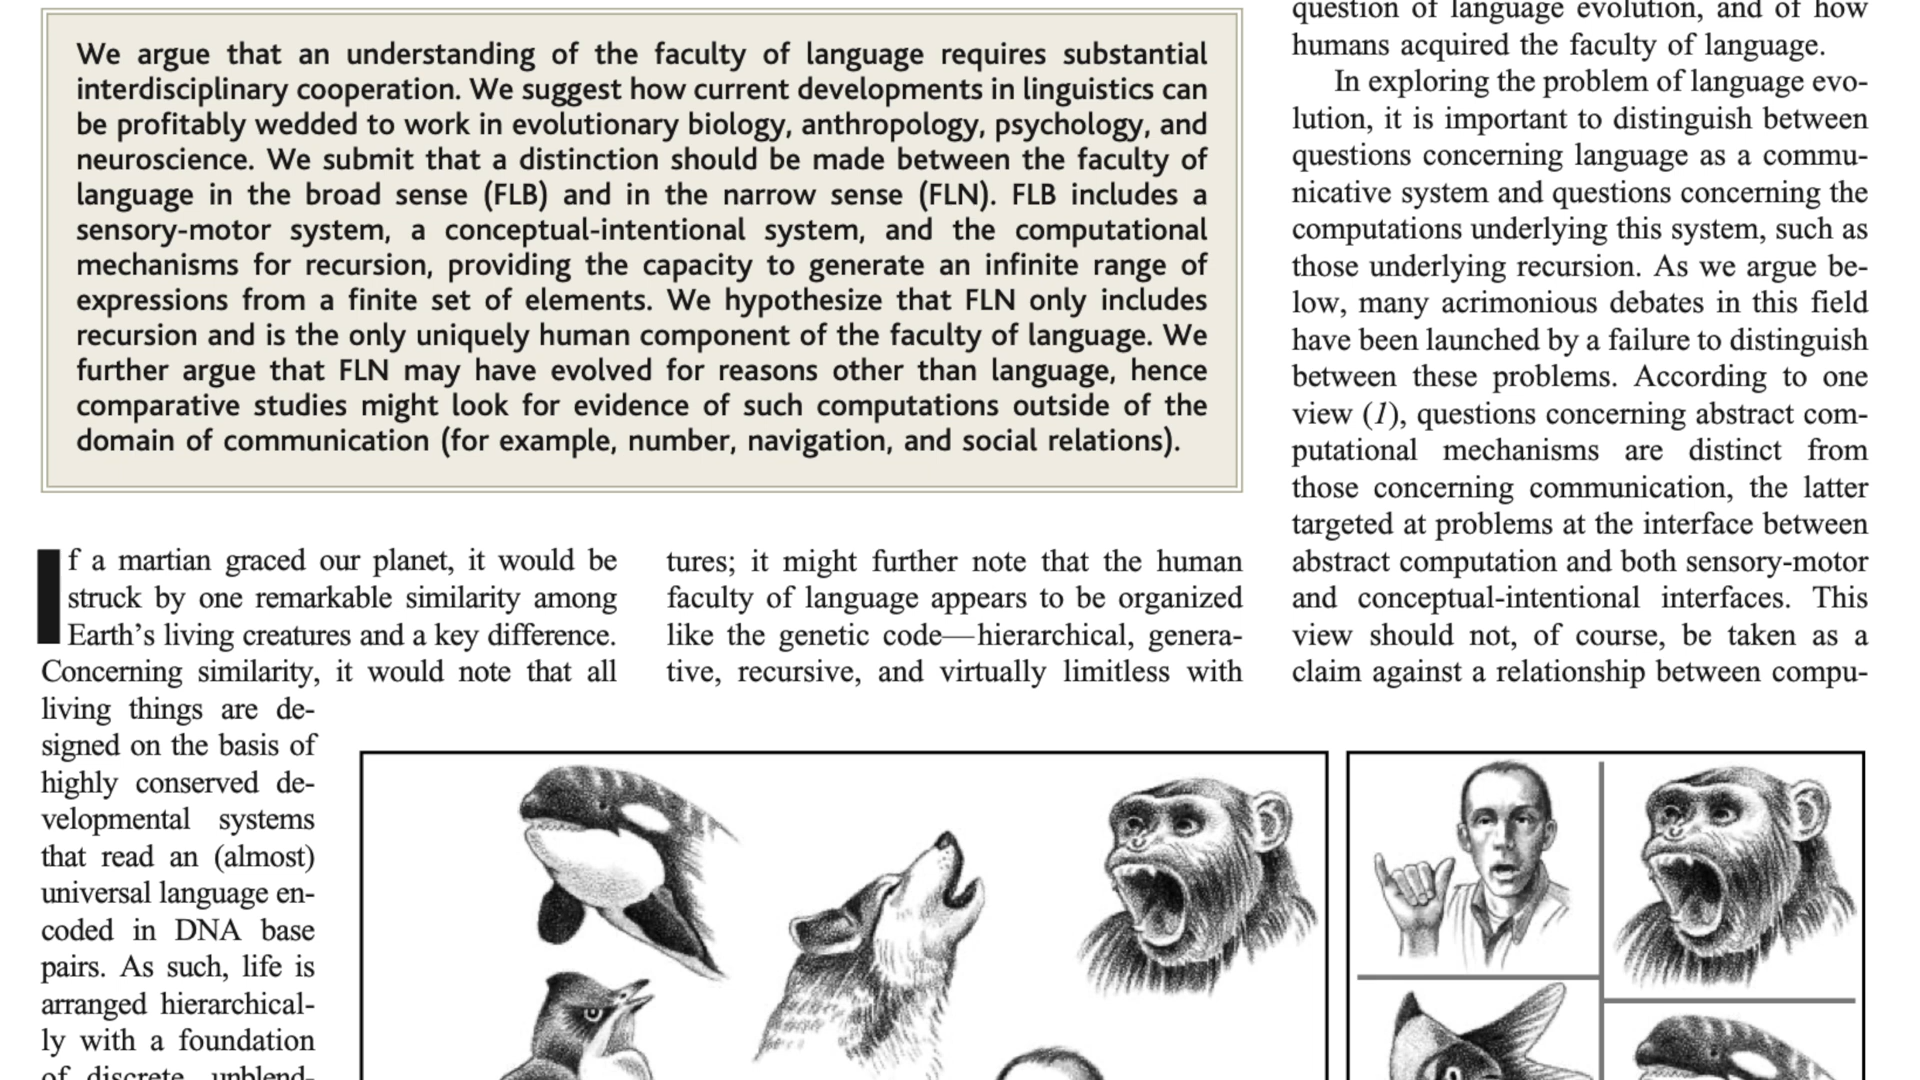 We argue that an understanding of the faculty of language requires substantial
interdisciplinary cooperation. We suggest how current developments in linguistics can
be profitably wedded to work in evolutionary biology, anthropology, psychology, and
neuroscience. We submit that a distinction should be made between the faculty of
language in the broad sense (FLB) and in the narrow sense (FLN). FLB includes a
sensory-motor system, a conceptual-intentional system, and the computational
mechanisms for recursion, providing the capacity to generate an infinite range of
expressions from a finite set of elements. We hypothesize that FLN only includes
recursion and is the only uniquely human component of the faculty of language. We
further argue that FLN may have evolved for reasons other than language, hence
comparative studies might look for evidence of such computations outside of the
domain of communication (for example, number, navigation, and social relations).
If a martian graced our planet, it would be
struck by one remarkable similarity among
Earth's living creatures and a key difference.
Concerning similarity, it would note that all
living things are de-
signed on the basis of
highly conserved de-
velopmental systems
that read an (almost)
universal language en-
coded in DNA base
pairs. As such, life is
arranged hierarchical-
ly with a foundation
of discrete, unblend-
tures; it might further note that the human
faculty of language appears to be organized
like the genetic code—hierarchical, genera-
tive, recursive, and virtually limitless with
question of language evolution, and of how
humans acquired the faculty of language.
In exploring the problem of language evo-
lution, it is important to distinguish between
questions concerning language as a commu-
nicative system and questions concerning the
computations underlying this system, such as
those underlying recursion. As we argue be-
low, many acrimonious debates in this field
have been launched by a failure to distinguish
between these problems. According to one
view (1), questions concerning abstract com-
putational mechanisms are distinct from
those concerning communication, the latter
targeted at problems at the interface between
abstract computation and both sensory-motor
and conceptual-intentional interfaces. This
view should not, of course, be taken as a
claim against a relationship between compu-